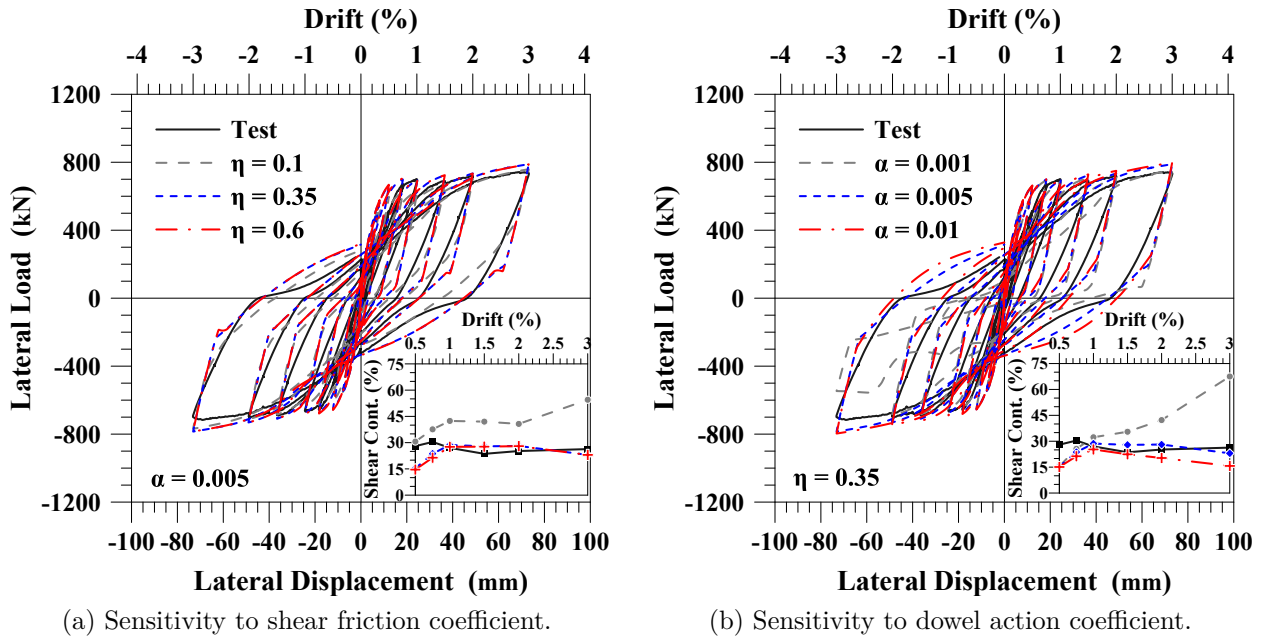 Drift (%)
-4 -3 -2 -1 0 1 2 3 4
1200
800
400
0
-400
-800
-1200
Lateral Load (kN)
Test
η = 0.1
η = 0.35
η = 0.6
α = 0.005
Drift (%)
0.5 1 1.5 2 3
75
60
45
30
15
0
Shear Cont. (%)
-100 -80 -60 -40 -20 0 20 40 60 80 100
Lateral Displacement (mm)
(a) Sensitivity to shear friction coefficient.
Drift (%)
-4 -3 -2 -1 0 1 2 3 4
1200
800
400
0
-400
-800
-1200
Lateral Load (kN)
Test
α = 0.001
α = 0.005
α = 0.01
η = 0.35
Drift (%)
0.5 1 1.5 2 3
75
60
45
30
15
0
Shear Cont. (%)
-100 -80 -60 -40 -20 0 20 40 60 80 100
Lateral Displacement (mm)
(b) Sensitivity to dowel action coefficient.